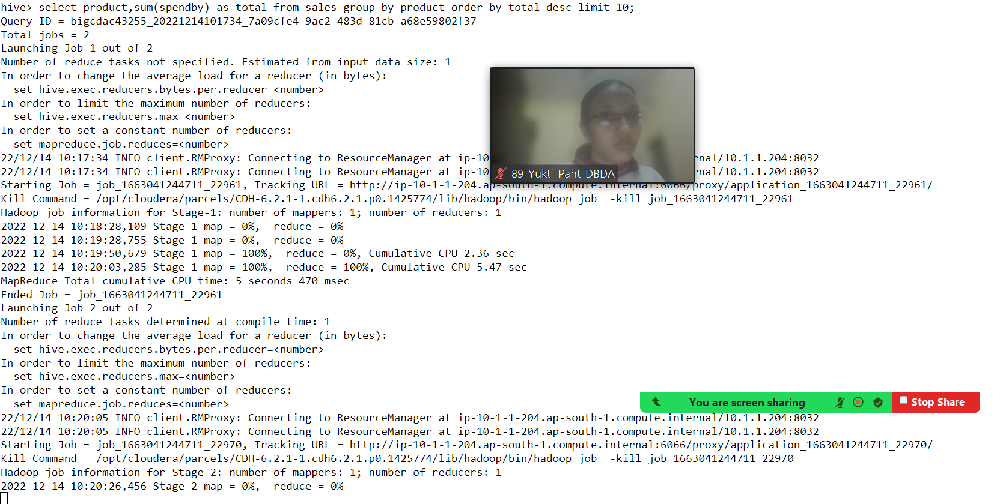 hive> select product,sum(spendby) as total from sales group by product order by total desc limit 10;
Query ID = bigcdac43255_20221214101734_7a09cfe4-9ac2-483d-81cb-a68e59802f37
Total jobs = 2
Launching Job 1 out of 2
Number of reduce tasks not specified. Estimated from input data size: 1
In order to change the average load for a reducer (in bytes):
  set hive.exec.reducers.bytes.per.reducer=<number>
In order to limit the maximum number of reducers:
  set hive.exec.reducers.max=<number>
In order to set a constant number of reducers:
  set mapreduce.job.reduces=<number>
22/12/14 10:17:34 INFO client.RMProxy: Connecting to ResourceManager at ip-10 rnal/10.1.1.204:8032
22/12/14 10:17:34 INFO client.RMProxy: Connecting to ResourceManager at ip-10 rnal/10.1.1.204:8032
89_Yukti_Pant_DBDA
Starting Job = job_1663041244711_22961, Tracking URL = http://ip-10-1-1-204.ap-south-1.compute.internal:6066/proxy/application_1663041244711_22961/
Kill Command = /opt/cloudera/parcels/CDH-6.2.1-1.cdh6.2.1.p0.1425774/lib/hadoop/bin/hadoop job  -kill job_1663041244711_22961
Hadoop job information for Stage-1: number of mappers: 1; number of reducers: 1
2022-12-14 10:18:28,109 Stage-1 map = 0%,  reduce = 0%
2022-12-14 10:19:28,755 Stage-1 map = 0%,  reduce = 0%
2022-12-14 10:19:50,679 Stage-1 map = 100%,  reduce = 0%, Cumulative CPU 2.36 sec
2022-12-14 10:20:03,285 Stage-1 map = 100%,  reduce = 100%, Cumulative CPU 5.47 sec
MapReduce Total cumulative CPU time: 5 seconds 470 msec
Ended Job = job_1663041244711_22961
Launching Job 2 out of 2
Number of reduce tasks determined at compile time: 1
In order to change the average load for a reducer (in bytes):
  set hive.exec.reducers.bytes.per.reducer=<number>
In order to limit the maximum number of reducers:
  set hive.exec.reducers.max=<number>
In order to set a constant number of reducers:
  set mapreduce.job.reduces=<number>
You are screen sharing Stop Share
22/12/14 10:20:05 INFO client.RMProxy: Connecting to ResourceManager at ip-10-1-1-204.ap-south-1.compute.internal/10.1.1.204:8032
22/12/14 10:20:05 INFO client.RMProxy: Connecting to ResourceManager at ip-10-1-1-204.ap-south-1.compute.internal/10.1.1.204:8032
Starting Job = job_1663041244711_22970, Tracking URL = http://ip-10-1-1-204.ap-south-1.compute.internal:6066/proxy/application_1663041244711_22970/
Kill Command = /opt/cloudera/parcels/CDH-6.2.1-1.cdh6.2.1.p0.1425774/lib/hadoop/bin/hadoop job  -kill job_1663041244711_22970
Hadoop job information for Stage-2: number of mappers: 1; number of reducers: 1
2022-12-14 10:20:26,456 Stage-2 map = 0%,  reduce = 0%